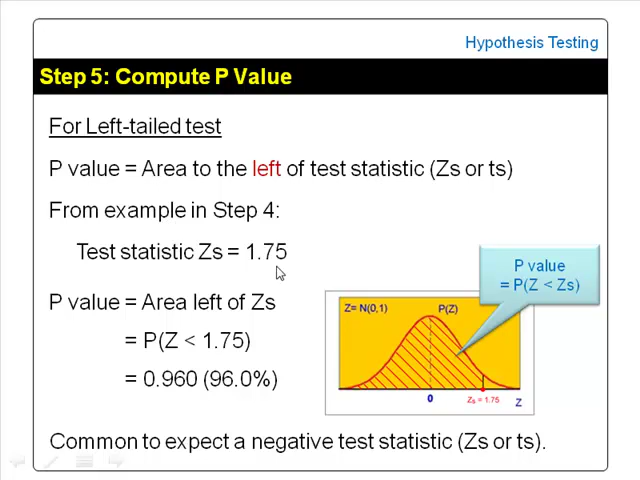 Hypothesis Testing
Step 5: Compute P Value
For Left-tailed test
P value = Area to the left of test statistic (Zs or ts)
From example in Step 4:
Test statistic Zs = 1.75
P value = Area left of Zs
= P(Z < 1.75)
= 0.960 (96.0%)
P value
= P(Z < Zs)
Z= N(0,1)
P(Z)
0
Zs = 1.75
Z
Common to expect a negative test statistic (Zs or ts).